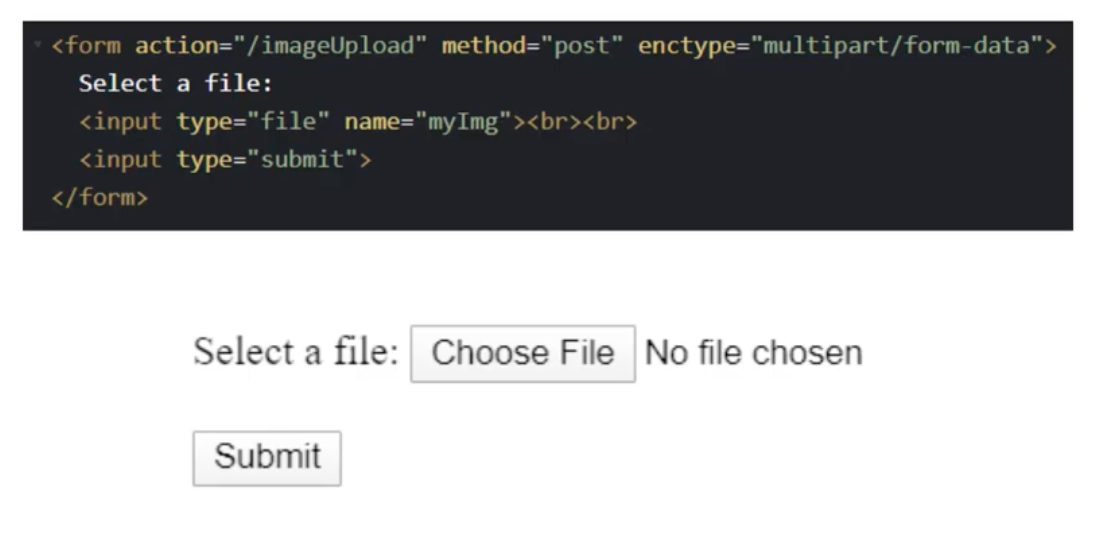 <form action="/imageUpload" method="post" enctype="multipart/form-data">
Select a file:
<input type="file" name="myImg"><br><br>
<input type="submit">
</form>
Select a file: Choose File No file chosen
Submit